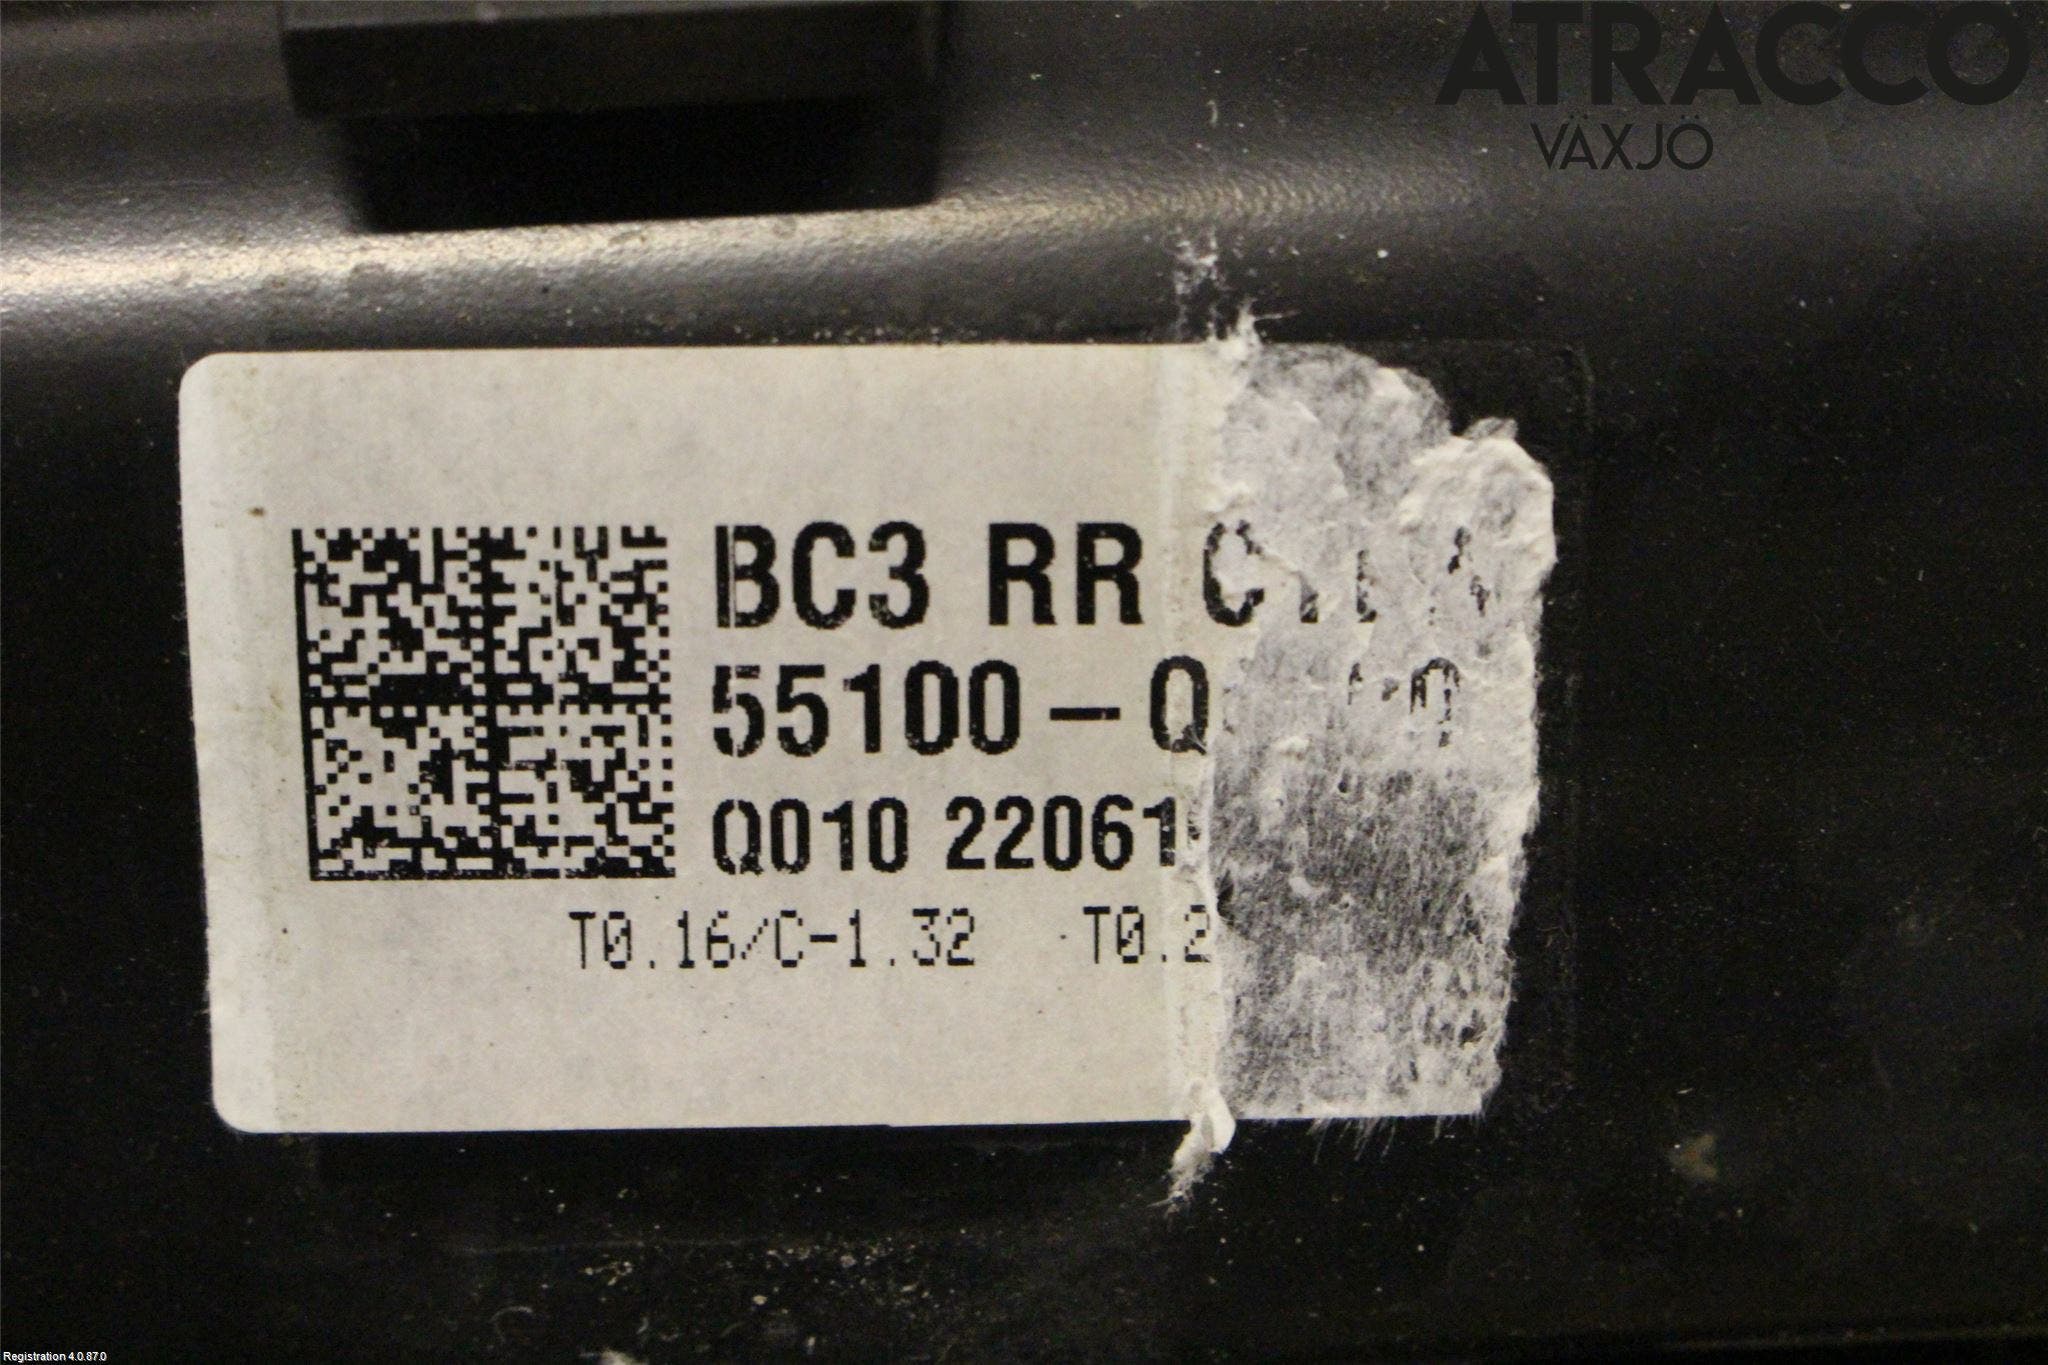 ATRACCO
VÄXJÖ
BC3 RR
55100-Q
Q010 22061
T0.16/C-1.32 T0.2
Registration 4.0.87.0